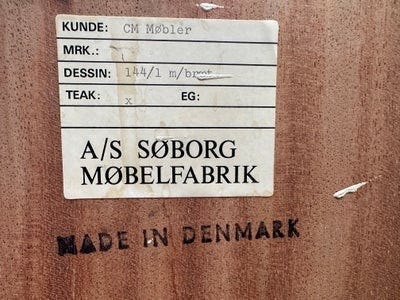 KUNDE: CM Møbler
MRK.:
DESSIN: 144/1 m/bræt
TEAK: x EG:
A/S SØBORG
MØBELFABRIK
MADE IN DENMARK